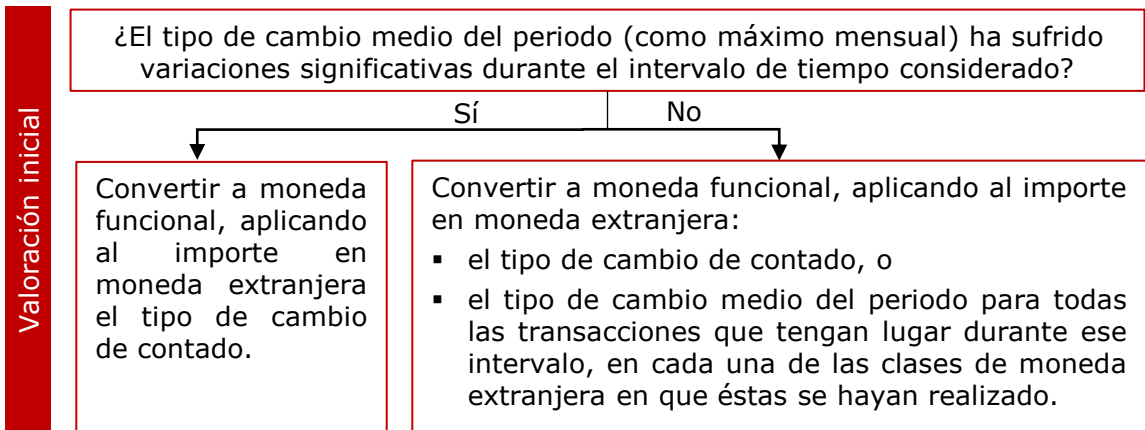 Valoración inicial
¿El tipo de cambio medio del periodo (como máximo mensual) ha sufrido
variaciones significativas durante el intervalo de tiempo considerado?
Sí
No
Convertir a moneda
funcional, aplicando
al importe en
moneda extranjera
el tipo de cambio
de contado.
Convertir a moneda funcional, aplicando al importe
en moneda extranjera:
▪ el tipo de cambio de contado, o
▪ el tipo de cambio medio del periodo para todas
las transacciones que tengan lugar durante ese
intervalo, en cada una de las clases de moneda
extranjera en que éstas se hayan realizado.